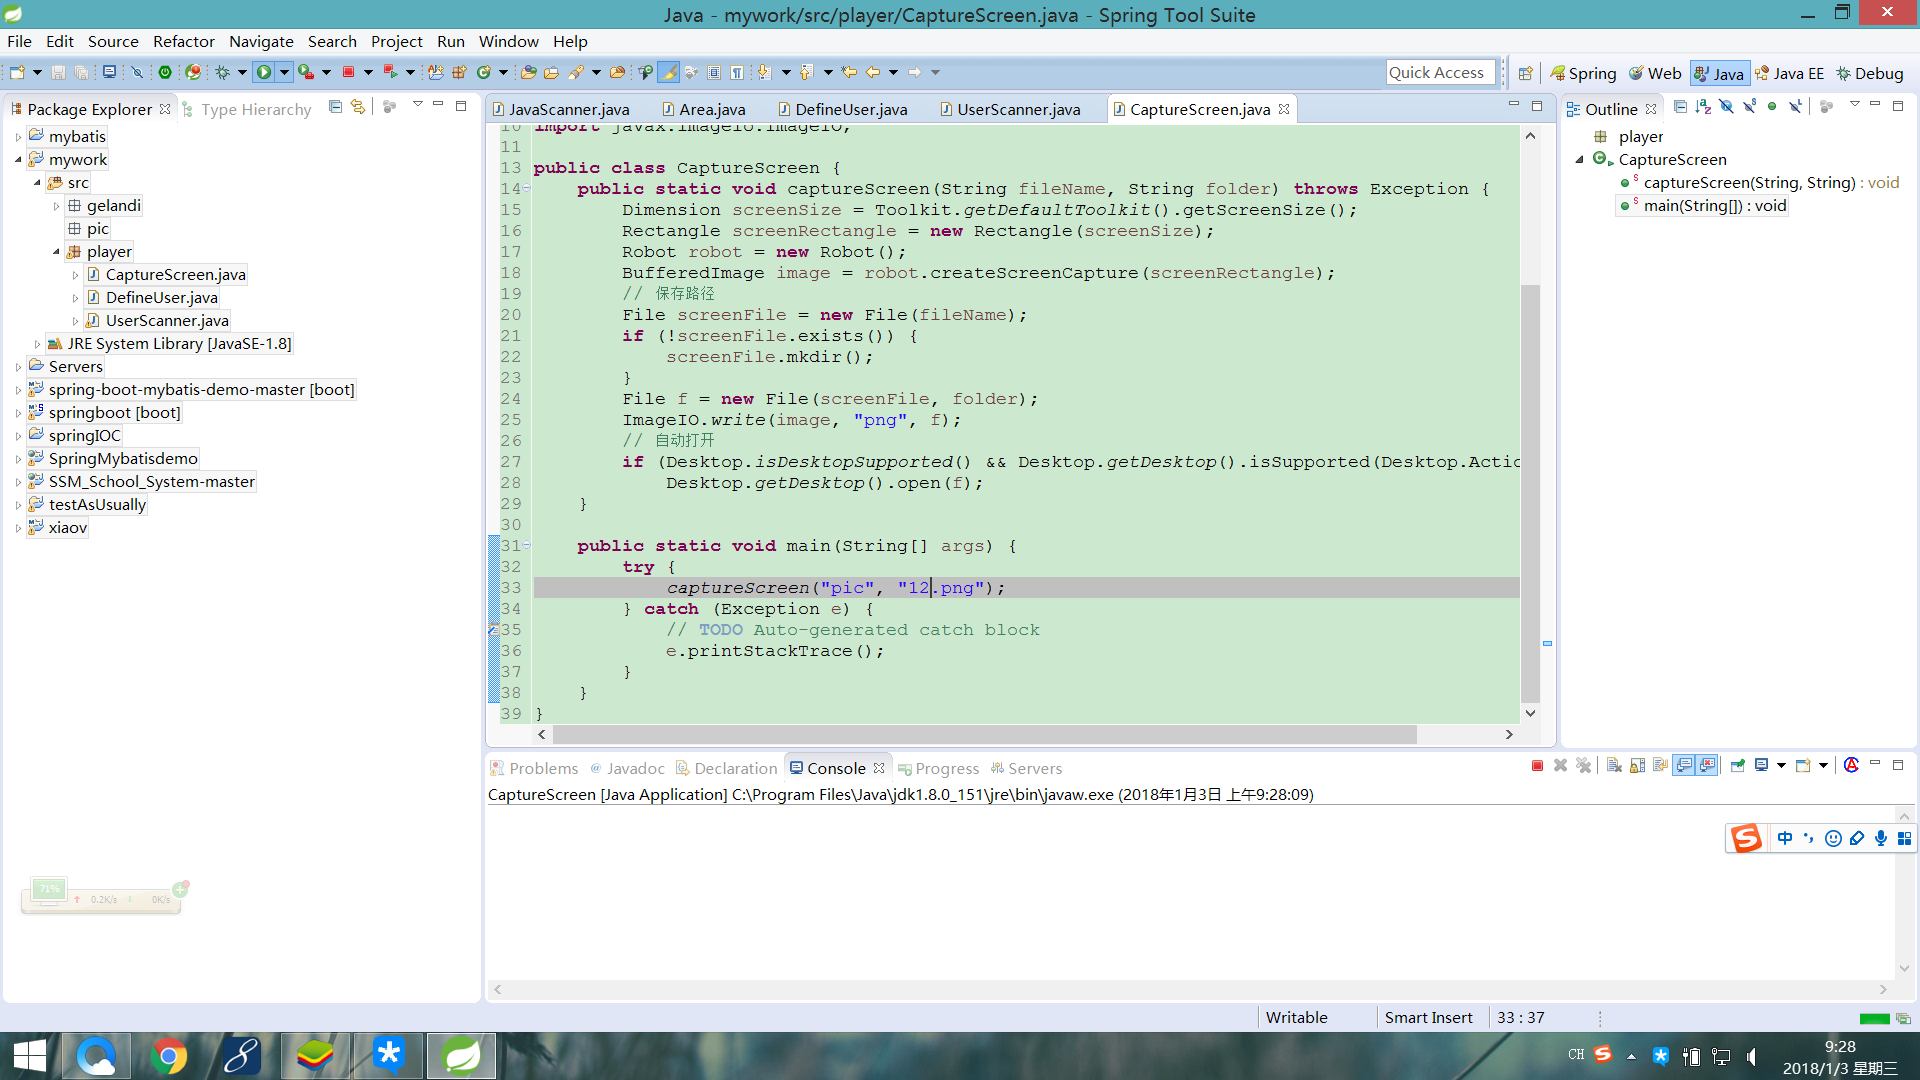 Java - mywork/src/player/CaptureScreen.java - Spring Tool Suite
File Edit Source Refactor Navigate Search Project Run Window Help
Quick Access Spring Web Java Java EE Debug
Package Explorer Type Hierarchy
mybatis
mywork
src
gelandi
pic
player
CaptureScreen.java
DefineUser.java
UserScanner.java
JRE System Library [JavaSE-1.8]
Servers
spring-boot-mybatis-demo-master [boot]
springboot [boot]
springIOC
SpringMybatisdemo
SSM_School_System-master
testAsUsually
xiaov
71% 0.2K/s 0K/s
JavaScanner.java Area.java DefineUser.java UserScanner.java CaptureScreen.java
10 import javax.imageio.ImageIO;
11
13 public class CaptureScreen {
14 public static void captureScreen(String fileName, String folder) throws Exception {
15 Dimension screenSize = Toolkit.getDefaultToolkit().getScreenSize();
16 Rectangle screenRectangle = new Rectangle(screenSize);
17 Robot robot = new Robot();
18 BufferedImage image = robot.createScreenCapture(screenRectangle);
19 // 保存路径
20 File screenFile = new File(fileName);
21 if (!screenFile.exists()) {
22 screenFile.mkdir();
23 }
24 File f = new File(screenFile, folder);
25 ImageIO.write(image, "png", f);
26 // 自动打开
27 if (Desktop.isDesktopSupported() && Desktop.getDesktop().isSupported(Desktop.Actio
28 Desktop.getDesktop().open(f);
29 }
30
31 public static void main(String[] args) {
32 try {
33 captureScreen("pic", "12.png");
34 } catch (Exception e) {
35 // TODO Auto-generated catch block
36 e.printStackTrace();
37 }
38 }
39 }
Outline
player
CaptureScreen
captureScreen(String, String) : void
main(String[]) : void
Problems Javadoc Declaration Console Progress Servers
CaptureScreen [Java Application] C:\Program Files\Java\jdk1.8.0_151\jre\bin\javaw.exe (2018年1月3日 上午9:28:09)
中
Writable Smart Insert 33 : 37
CH
9:28
2018/1/3 星期三